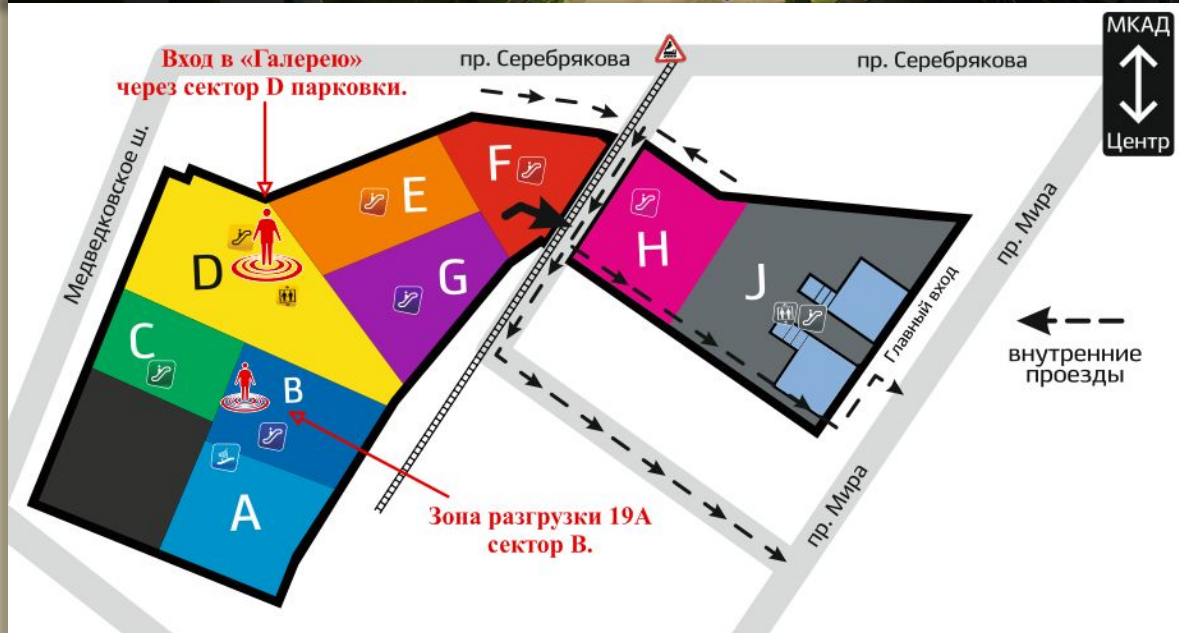 МКАД
Центр
пр. Серебрякова
пр. Серебрякова
Вход в «Галерею»
через сектор D парковки.
Медведковское ш.
F
E
D
G
H
J
C
B
A
Главный вход
пр. Мира
внутренние
проезды
Зона разгрузки 19А
сектор В.
пр. Мира